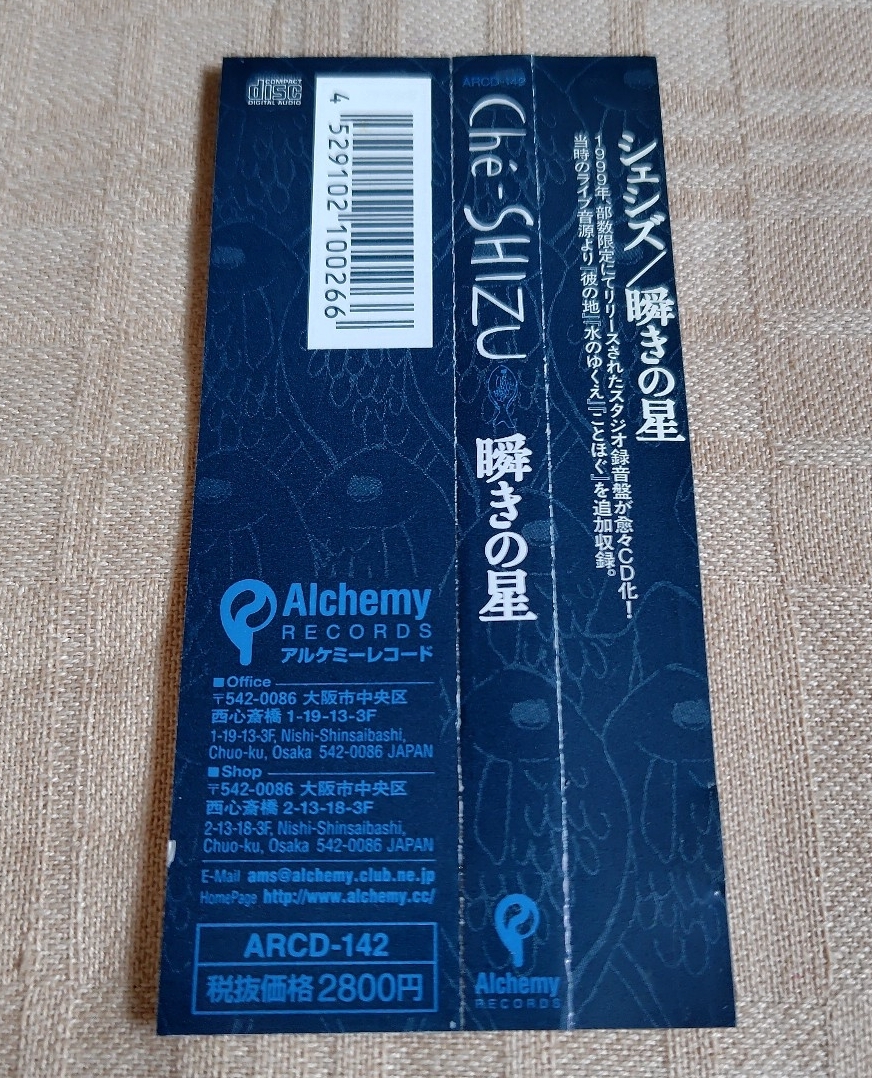 シェシズ／瞬きの星
1999年、部数限定にてリリースされたスタジオ録音盤が愈々CD化！
当時のライブ音源より『彼の地』『水のゆくえ』『ことほぐ』を追加収録。
ARCD-142
Ché-SHIZU
瞬きの星
Alchemy
RECORDS
COMPACT
disc
DIGITAL AUDIO
4 529102 100266
Alchemy
RECORDS
アルケミーレコード
■Office
〒542-0086 大阪市中央区
西心斎橋 1-19-13-3F
1-19-13-3F, Nishi-Shinsaibashi,
Chuo-ku, Osaka 542-0086 JAPAN
■Shop
〒542-0086 大阪市中央区
西心斎橋 2-13-18-3F
2-13-18-3F, Nishi-Shinsaibashi,
Chuo-ku, Osaka 542-0086 JAPAN
E-Mail ams@alchemy.club.ne.jp
HomePage http://www.alchemy.cc/
ARCD-142
税抜価格2800円